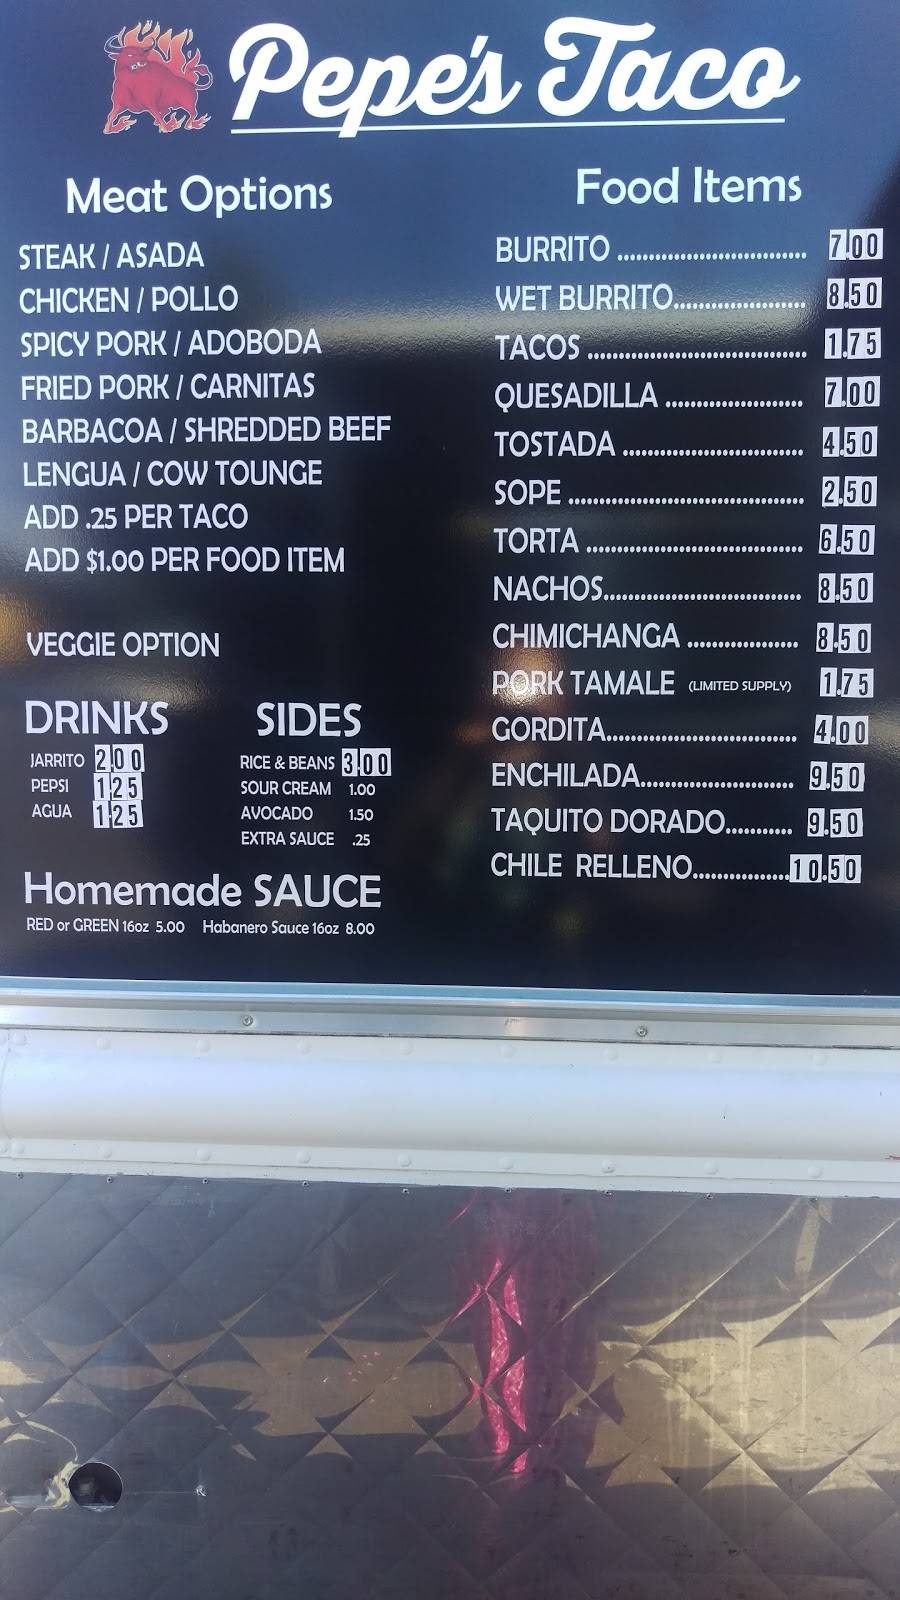 Pepe's Taco
Meat Options
STEAK / ASADA
CHICKEN / POLLO
SPICY PORK / ADOBODA
FRIED PORK / CARNITAS
BARBACOA / SHREDDED BEEF
LENGUA / COW TOUNGE
ADD .25 PER TACO
ADD $1.00 PER FOOD ITEM
VEGGIE OPTION
DRINKS
JARRITO 2.00
PEPSI 1.25
AGUA 1.25
SIDES
RICE & BEANS 3.00
SOUR CREAM 1.00
AVOCADO 1.50
EXTRA SAUCE .25
Homemade SAUCE
RED or GREEN 16oz 5.00 Habanero Sauce 16oz 8.00
Food Items
BURRITO .............................. 7.00
WET BURRITO..................... 8.50
TACOS ................................... 1.75
QUESADILLA ...................... 7.00
TOSTADA ............................. 4.50
SOPE ...................................... 2.50
TORTA ................................... 6.50
NACHOS................................ 8.50
CHIMICHANGA .................. 8.50
PORK TAMALE (LIMITED SUPPLY) 1.75
GORDITA............................... 4.00
ENCHILADA......................... 9.50
TAQUITO DORADO........... 9.50
CHILE RELLENO................10.50